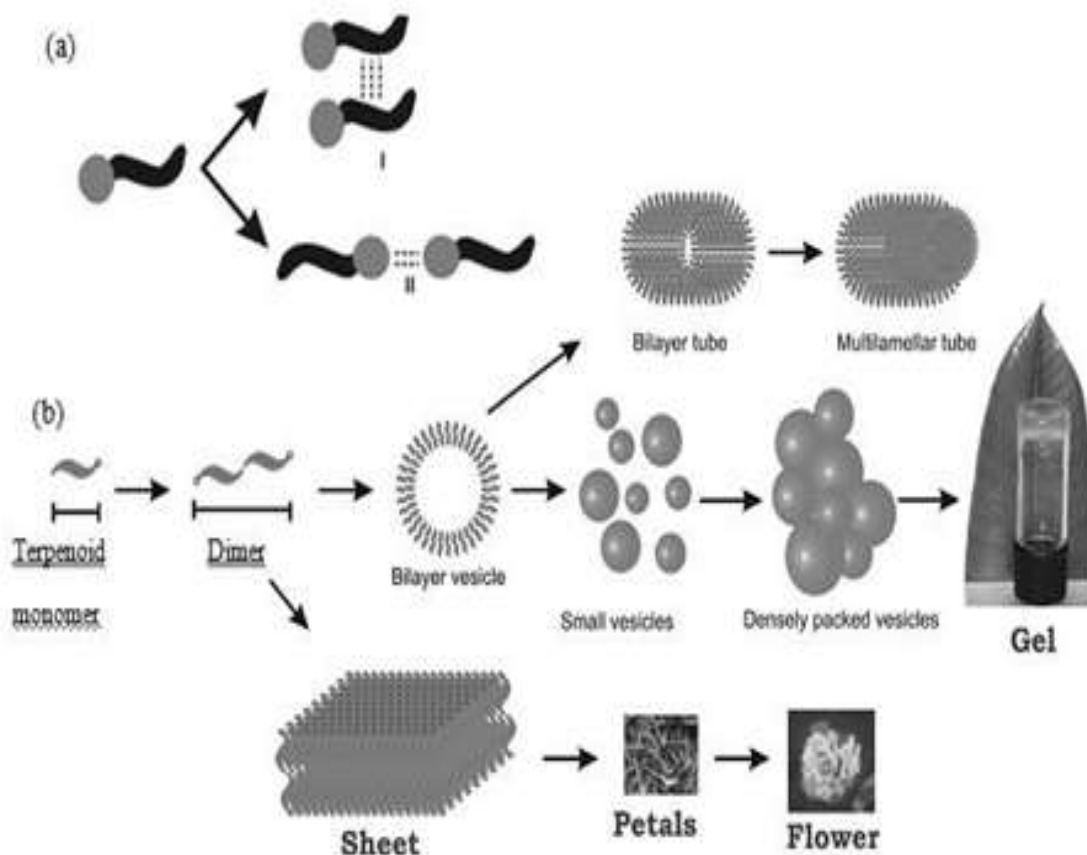 (a)
I
II
Bilayer tube
Multilamellar tube
(b)
Terpenoid
monomer
Dimer
Bilayer vesicle
Small vesicles
Densely packed vesicles
Gel
Sheet
Petals
Flower